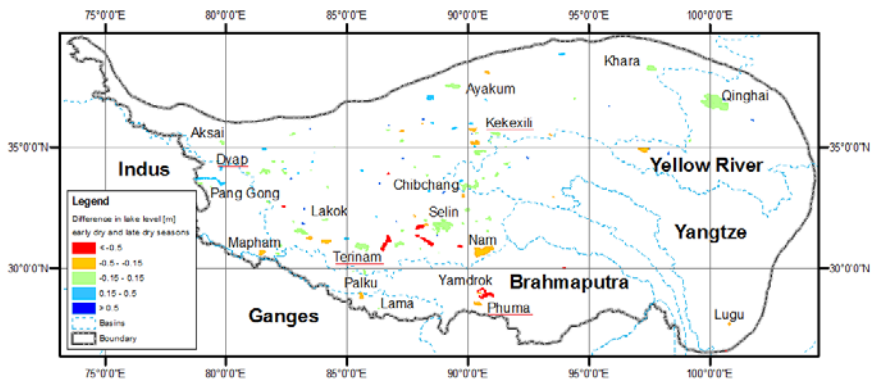 75°0'0"E 80°0'0"E 85°0'0"E 90°0'0"E 95°0'0"E 100°0'0"E
Khara
Ayakum
Qinghai
Kekexili
Aksai
35°0'0"N 35°0'0"N
Dyap
Yellow River
Indus
Pang Gong
Chibchang
Legend
Difference in lake level [m]
early dry and late dry seasons
< -0.5
-0.5 - -0.15
-0.15 - 0.15
0.15 - 0.5
> 0.5
Basins
Boundary
Lakok
Selin
Yangtze
Mapham
Terinam
Nam
30°0'0"N 30°0'0"N
Palku
Yamdrok
Brahmaputra
Lama
Phuma
Ganges
Lugu
75°0'0"E 80°0'0"E 85°0'0"E 90°0'0"E 95°0'0"E 100°0'0"E